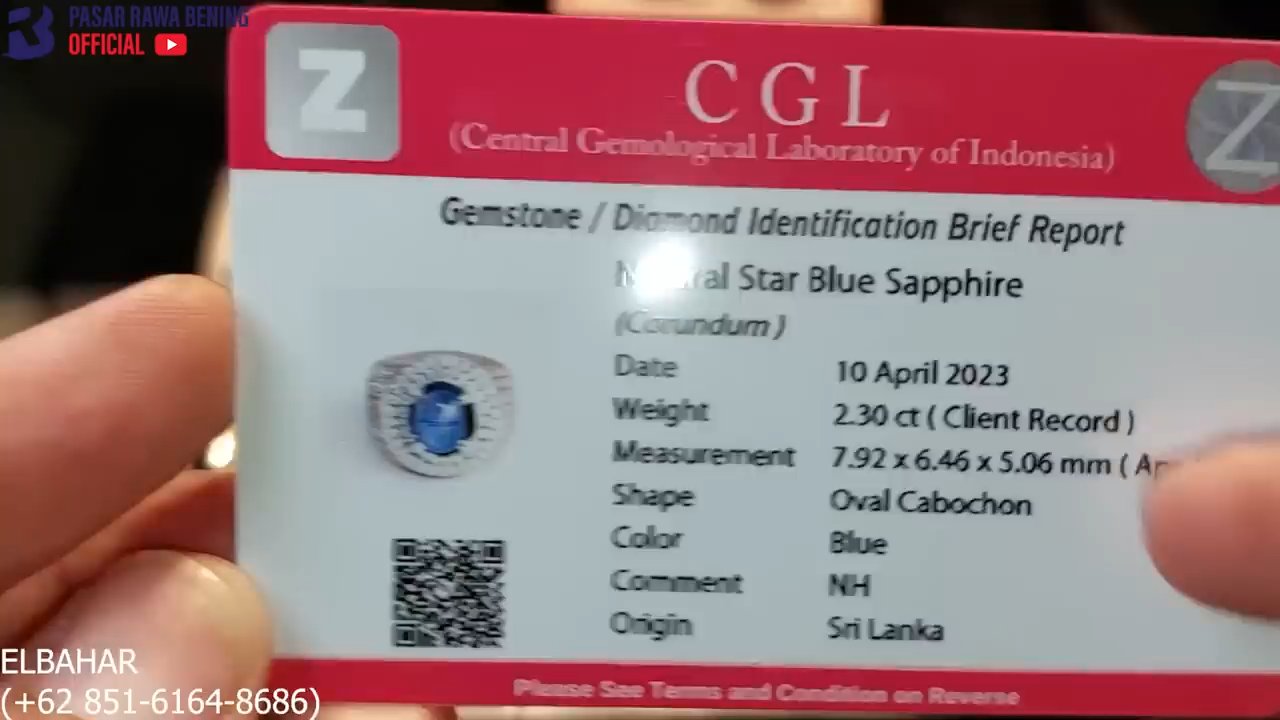 PASAR RAWA BENING
OFFICIAL
Z
CGL
Z
(Central Gemological Laboratory of Indonesia)
Gemstone / Diamond Identification Brief Report
Star Blue Sapphire
(Corundum)
Date 10 April 2023
Weight 2.30 ct ( Client Record )
Measurement 7.92 x 6.46 x 5.06 mm (
Shape Oval Cabochon
Color Blue
Comment NH
Origin Sri Lanka
Please See Terms and Condition on Reverse
ELBAHAR
(+62 851-6164-8686)